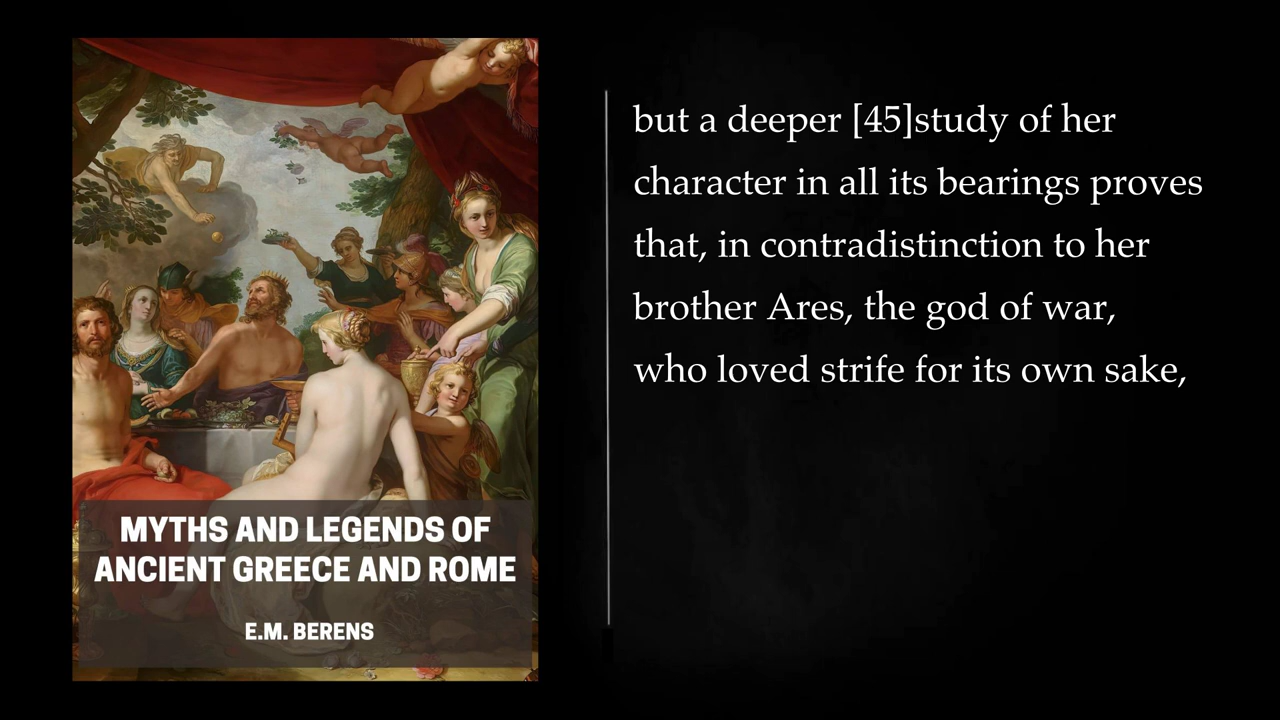 but a deeper [45]study of her
character in all its bearings proves
that, in contradistinction to her
brother Ares, the god of war,
who loved strife for its own sake,
MYTHS AND LEGENDS OF
ANCIENT GREECE AND ROME
E.M. BERENS